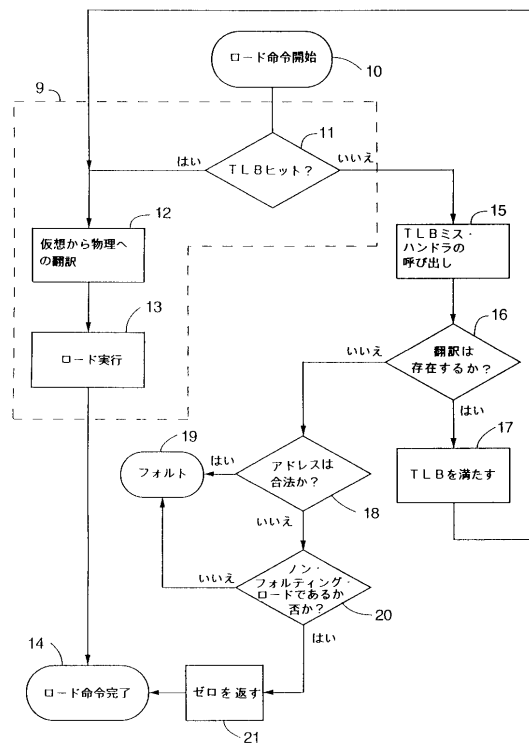 ロード命令開始
10
9
11
はい
TLBヒット?
いいえ
12
仮想から物理へ
の翻訳
15
TLBミス・
ハンドラの
呼び出し
13
ロード実行
16
いいえ
翻訳は
存在するか?
はい
19
フォルト
はい
アドレスは
合法か?
18
17
TLBを満たす
いいえ
いいえ
ノン・
フォルティング・
ロードであるか
否か?
20
はい
14
ロード命令完了
ゼロを返す
21